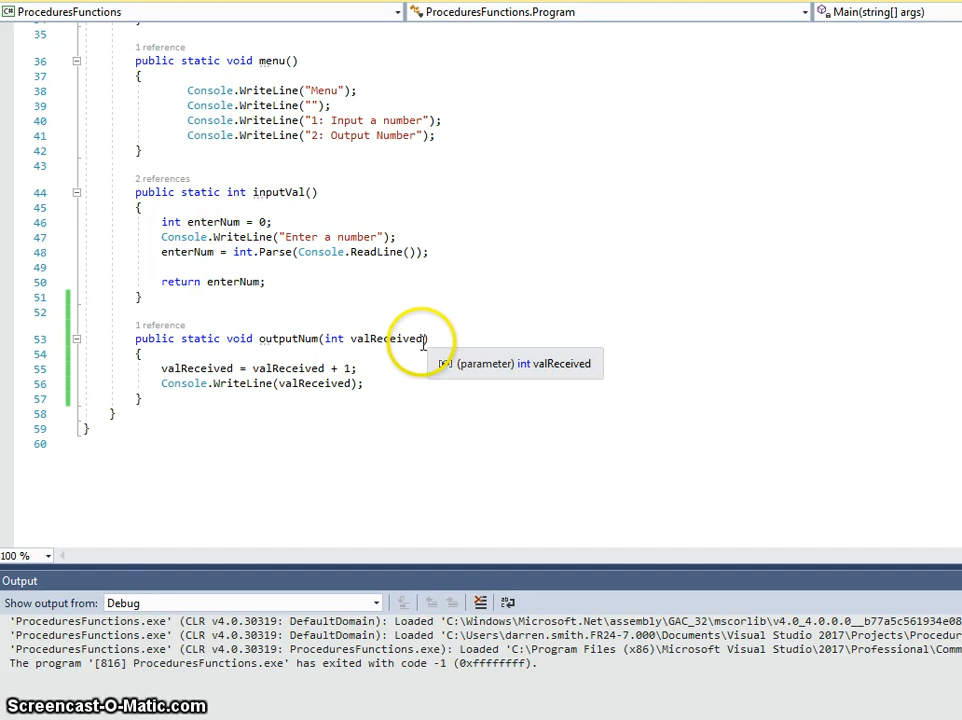 ProceduresFunctions
ProceduresFunctions.Program
Main(string[] args)
35
1 reference
36 public static void menu()
37 {
38 Console.WriteLine("Menu");
39 Console.WriteLine("");
40 Console.WriteLine("1: Input a number");
41 Console.WriteLine("2: Output Number");
42 }
43
2 references
44 public static int inputVal()
45 {
46 int enterNum = 0;
47 Console.WriteLine("Enter a number");
48 enterNum = int.Parse(Console.ReadLine());
49
50 return enterNum;
51 }
52
1 reference
53 public static void outputNum(int valReceived)
(parameter) int valReceived
54 {
55 valReceived = valReceived + 1;
56 Console.WriteLine(valReceived);
57 }
58 }
59 }
60
100 %
Output
Show output from: Debug
'ProceduresFunctions.exe' (CLR v4.0.30319: DefaultDomain): Loaded 'C:\Windows\Microsoft.Net\assembly\GAC_32\mscorlib\v4.0_4.0.0.0__b77a5c561934e08
'ProceduresFunctions.exe' (CLR v4.0.30319: DefaultDomain): Loaded 'C:\Users\darren.smith.FR24-7.000\Documents\Visual Studio 2017\Projects\Procedur
'ProceduresFunctions.exe' (CLR v4.0.30319: ProceduresFunctions.exe): Loaded 'C:\Program Files (x86)\Microsoft Visual Studio\2017\Professional\Comm
The program '[816] ProceduresFunctions.exe' has exited with code -1 (0xffffffff).
Screencast-O-Matic.com